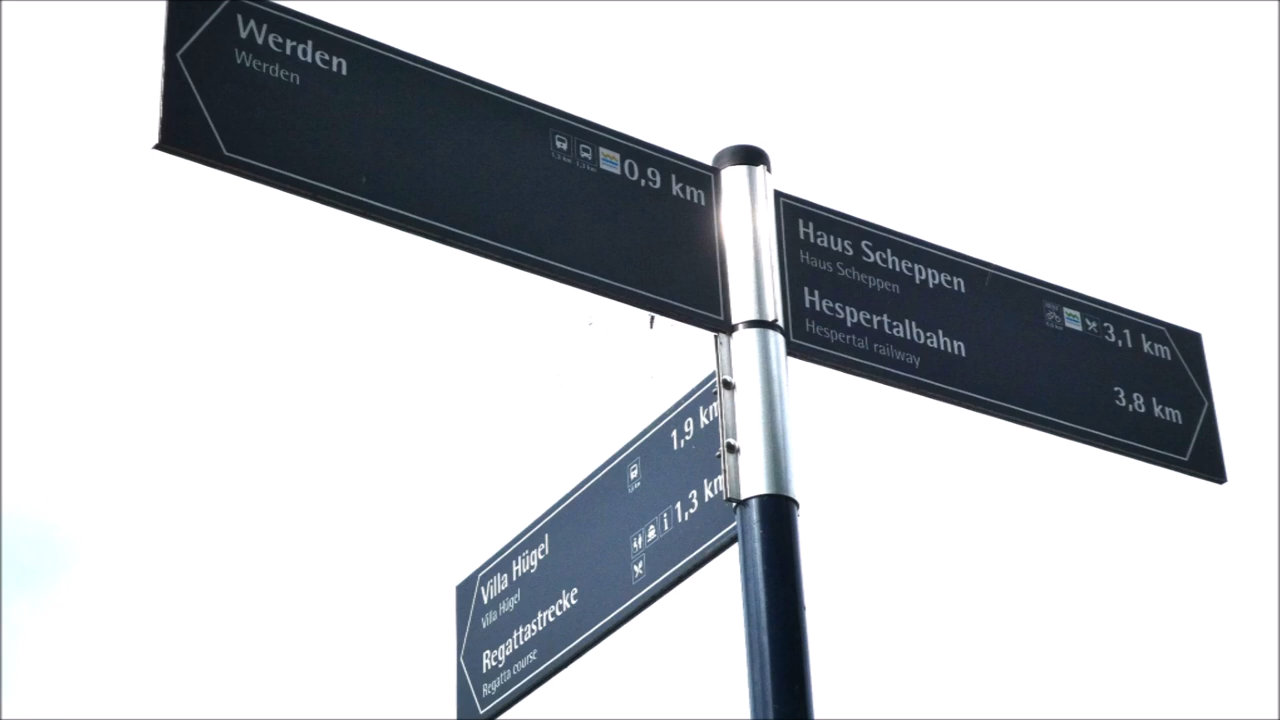 Werden
Werden
0,9 km
Haus Scheppen
Haus Scheppen
3,1 km
Hespertalbahn
Hespertal railway
3,8 km
Villa Hügel
Villa Hügel
1,9 km
Regattastrecke
Regatta course
1,3 km